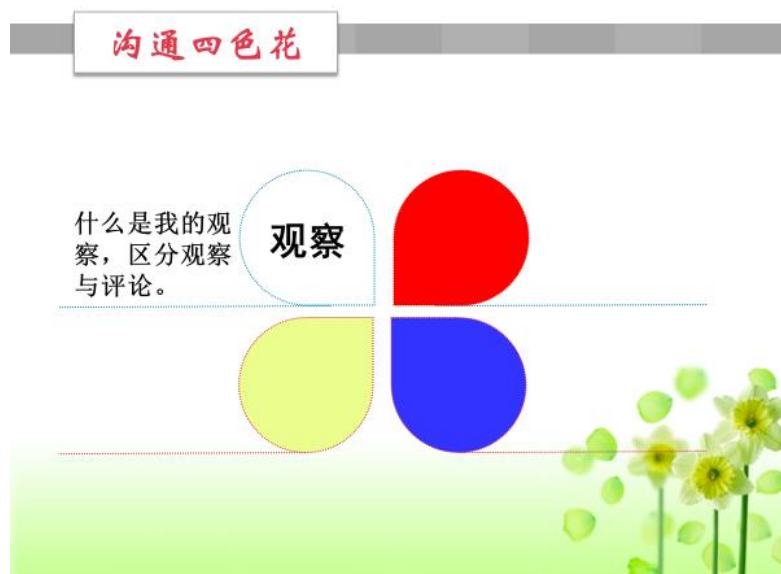 沟通四色花
什么是我的观
察，区分观察
与评论。
观察